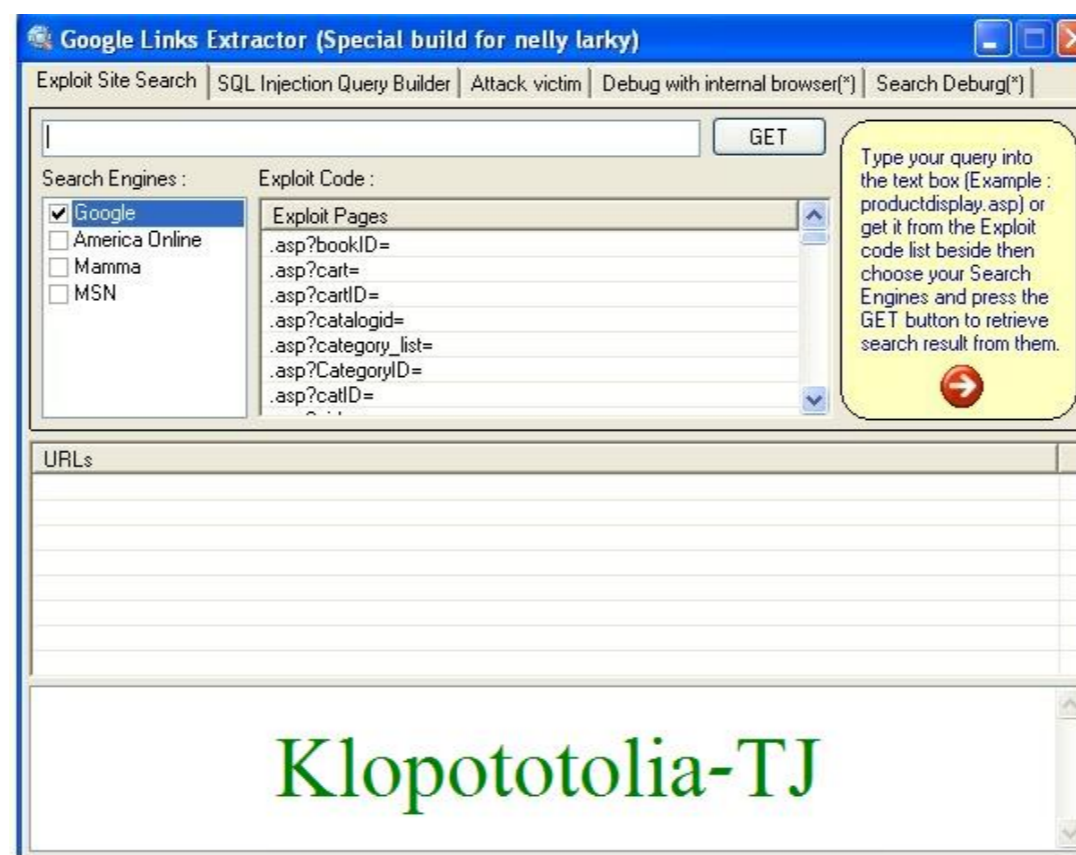 Google Links Extractor (Special build for nelly larky)
Exploit Site Search SQL Injection Query Builder Attack victim Debug with internal browser(*) Search Deburg(*)
GET
Search Engines :
Google
America Online
Mamma
MSN
Exploit Code :
Exploit Pages
.asp?bookID=
.asp?cart=
.asp?cartID=
.asp?catalogid=
.asp?category_list=
.asp?CategoryID=
.asp?catID=
Type your query into
the text box (Example :
productdisplay.asp) or
get it from the Exploit
code list beside then
choose your Search
Engines and press the
GET button to retrieve
search result from them.
URLs
Klopototolia-TJ